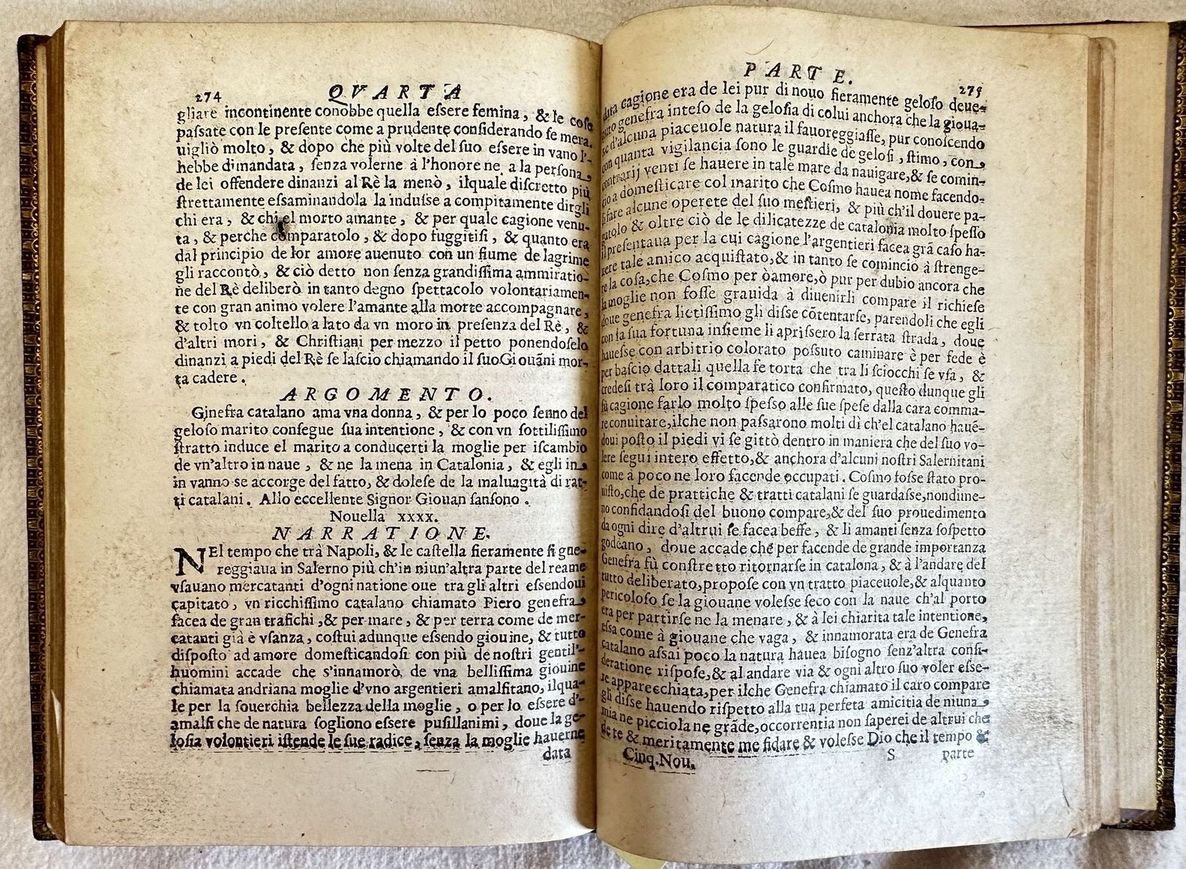 274 QVARTA
gliare incontinente conobbe quella essere femina, & le cose
passate con le presente come a prudente considerando se mera-
uigliò molto, & dopo che più volte del suo essere in vano l'-
hebbe dimandata, senza volerne à l'honore ne a la persona
de lei offendere dinanzi al Rè la menò, ilquale discretto più
strettamente essaminandola la indusse a compitamente dirgli
chi era, & chi el morto amante, & per quale cagione venu-
ta, & perche comparatolo, & dopo fuggitisi, & quanto era
dal principio de lor amore auenuto con un fiume de lagrime
gli raccontò, & ciò detto non senza grandissima ammiratio-
ne del Rè deliberò in tanto degno spettacolo volontariamen-
te con gran animo volere l'amante alla morte accompagnare,
& tolto vn coltello a lato da vn moro in presenza del Rè, &
d'altri mori, & Christiani per mezzo il petto ponendoselo
dinanzi a piedi del Rè se lascio chiamando il suoGiouãni mor-
ta cadere.
ARGOMENTO.
Ginefra catalano ama vna donna, & per lo poco senno del
geloso marito consegue sua intentione, & con vn sottilissimo
stratto induce el marito a conducerti la moglie per iscambio
de vn'altro in naue, & ne la mena in Catalonia, & egli in
in vanno se accorge del fatto, & dolese de la maluagità di rat-
ti catalani. Allo eccellente Signor Giouan sansono.
Nouella XXXX.
NARRATIONE.
NEl tempo che trà Napoli, & le castella fieramente si gue-
reggiaua in Salerno più ch'in niun'altra parte del reame
vsauano mercatanti d'ogni natione oue tra gli altri essendoui
capitato, vn ricchissimo catalano chiamato Piero genefra
facea de gran trafichi, & per mare, & per terra come de mer-
catanti già è vsanza, costui adunque essendo giouine, & tutto
disposto ad amore domesticandosi con più de nostri gentil'-
huomini accade che s'innamorò de vna bellissima giouine
chiamata andriana moglie d'vno argentieri amalfitano, ilqua-
le per la souerchia bellezza della moglie, o per lo essere d'-
amalfi che de natura sogliono essere pusillanimi, doue la ge-
losia volontieri istende le sue radice, senza la moglie hauerne
data
PARTE. 275
data cagione era de lei pur di nouo fieramente geloso deue-
nuto genefra inteso de la gelosia di colui anchora che la gioua-
ne d'alcuna piaceuole natura il fauoreggiasse, pur conoscendo
con quanta vigilancia sono le guardie de gelosi, stimo, con
contrarij venti se hauere in tale mare da nauigare, & se comin-
cio a domesticare col marito che Cosmo hauea nome facendo-
si fare alcune operete del suo mestieri, & più ch'il douere pa-
gatolo & oltre ciò de le dilicatezze de catalonia molto spesso
il presentaua per la cui cagione l'argentieri facea grã caso ha-
uere tale amico acquistato, & in tanto se comincio à strenge-
re la cosa, che Cosmo per òamore, ò pur per dubio ancora che
la moglie non fosse grauida à diuenirli compare il richiese
doue genefra lictissimo gli disse cõtentarse, parendoli che egli
con la sua fortuna insieme li aprissero la serrata strada, doue
hauesse con arbitrio colorato possuto caminare è per fede è
per bascio dattali quella fe torta che tra li sciocchi se vsa, &
credesi trà loro il comparatico confirmato, questo dunque gli
fù cagione farlo molto spesso alle sue spese dalla cara comma-
re conuitare, ilche non passarono molti dì ch'el catalano hauẽ-
doui posto il piedi vi se gittò dentro in maniera che del suo vo-
lere segui intero effetto, & anchora d'alcuni nostri Salernitani
come a poco ne loro facende occupati. Cosmo fosse stato pro-
uisto, che de prattiche & tratti catalani se guardasse, nondime-
no confidandosi del buono compare, & del suo prouedimento
da ogni dire d'altrui se facea beffe, & li amanti senza sospetto
godeano, doue accade ché per facende de grande importanza
Genefra fù constretto ritornarse in catalona, & à l'andare del
tutto deliberato, propose con vn tratto piaceuole, & alquanto
pericoloso se la giouane volesse seco con la naue ch'al porto
era per partirse ne la menare, & à lei chiarita tale intentione,
essa come à giouane che vaga, & innamorata era de Genefra
catalano assai poco la natura hauea bisogno senz'altra consi-
deratione rispose, & al andare via & ogni altro suo voler esse-
re apparecchiata, per ilche Genefra chiamato il caro compare
gli disse hauendo rispetto alla tua perfeta amicitia de niuna
mia ne picciola ne grãde, occorrentia non saperei de altrui che
de te & meritamente me fidare & volesse Dio che il tempo &
Cinq. Nou. S parte